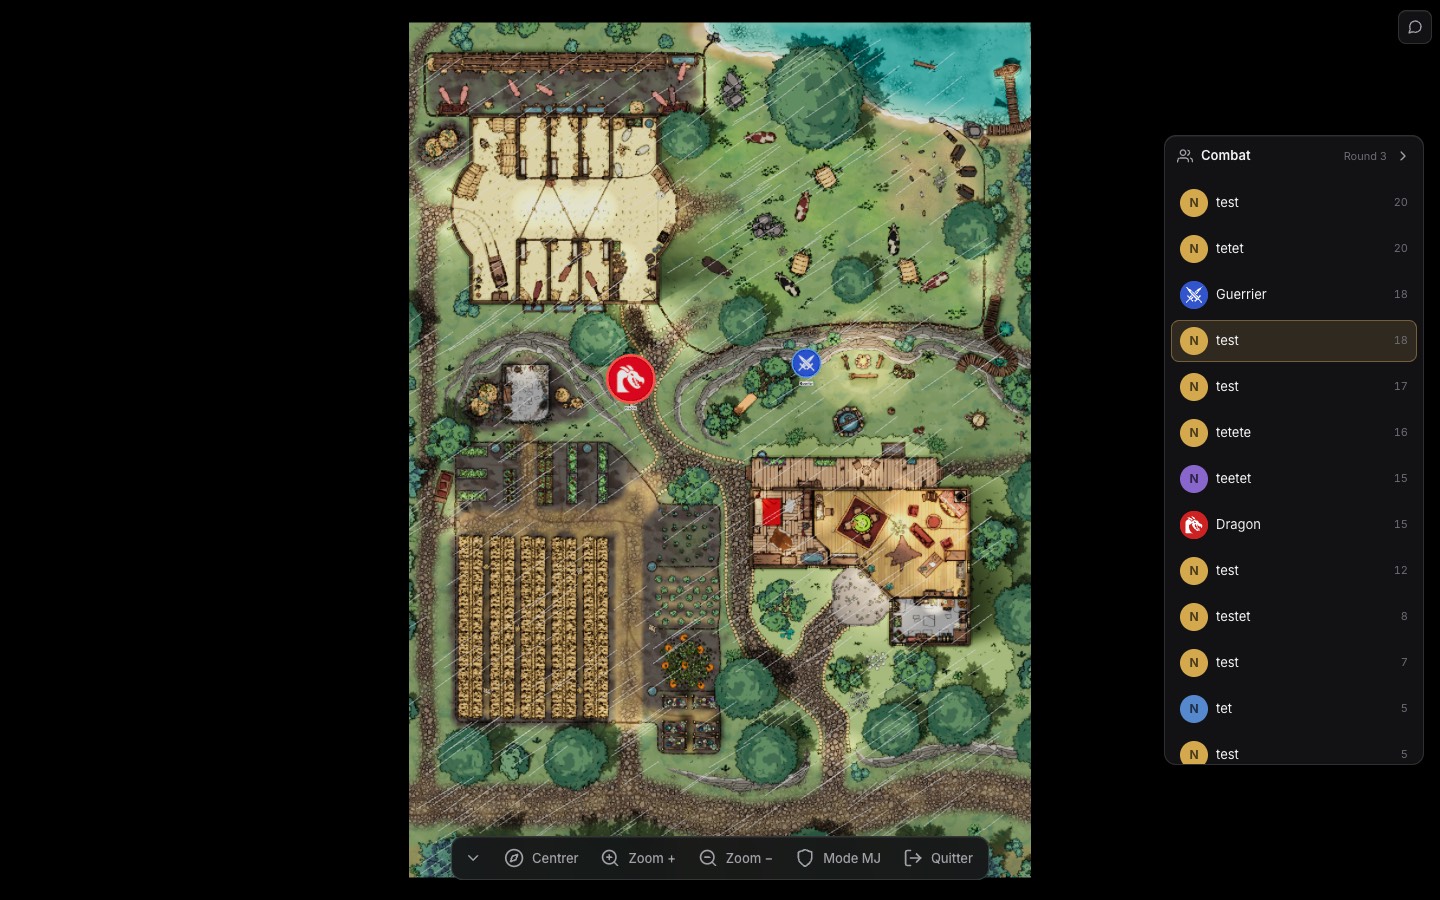 Combat
Round 3
N test 20
N tetet 20
Guerrier 18
N test 18
N test 17
N tetete 16
N teetet 15
Dragon 15
N test 12
N testet 8
N test 7
N tet 5
N test 5
Centrer
Zoom +
Zoom −
Mode MJ
Quitter